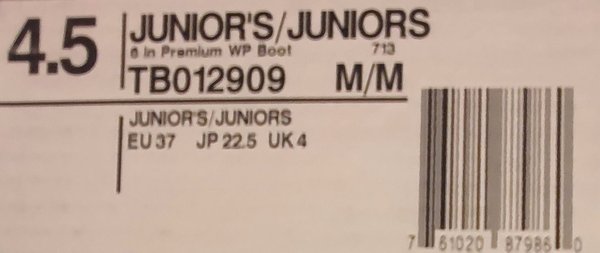 4.5
JUNIOR'S/JUNIORS
6 In Premium WP Boot 713
TB012909 M/M
JUNIOR'S/JUNIORS
EU 37 JP 22.5 UK 4
7 61020 87986 0